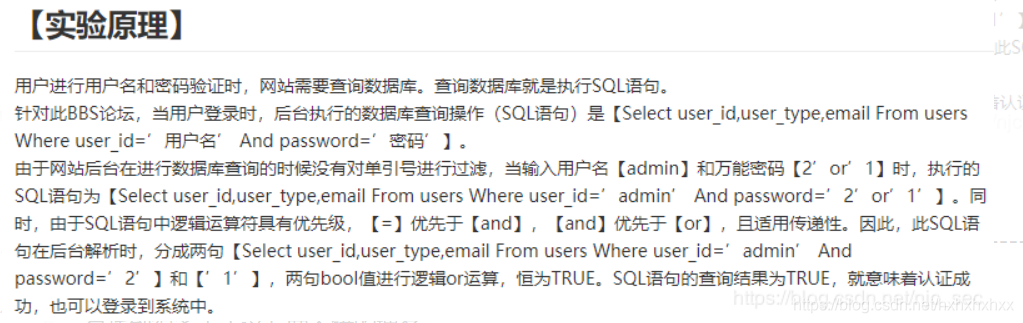 【实验原理】
用户进行用户名和密码验证时，网站需要查询数据库。查询数据库就是执行SQL语句。
针对此BBS论坛，当用户登录时，后台执行的数据库查询操作（SQL语句）是【Select user_id,user_type,email From users
Where user_id=’用户名’ And password=’密码’】。
由于网站后台在进行数据库查询的时候没有对单引号进行过滤，当输入用户名【admin】和万能密码【2’or’1】时，执行的
SQL语句为【Select user_id,user_type,email From users Where user_id=’admin’ And password=’2’or’1’】。同
时，由于SQL语句中逻辑运算符具有优先级，【=】优先于【and】，【and】优先于【or】，且适用传递性。因此，此SQL语
句在后台解析时，分成两句【Select user_id,user_type,email From users Where user_id=’admin’ And
password=’2’】和【’1’】，两句bool值进行逻辑or运算，恒为TRUE。SQL语句的查询结果为TRUE，就意味着认证成
功，也可以登录到系统中。